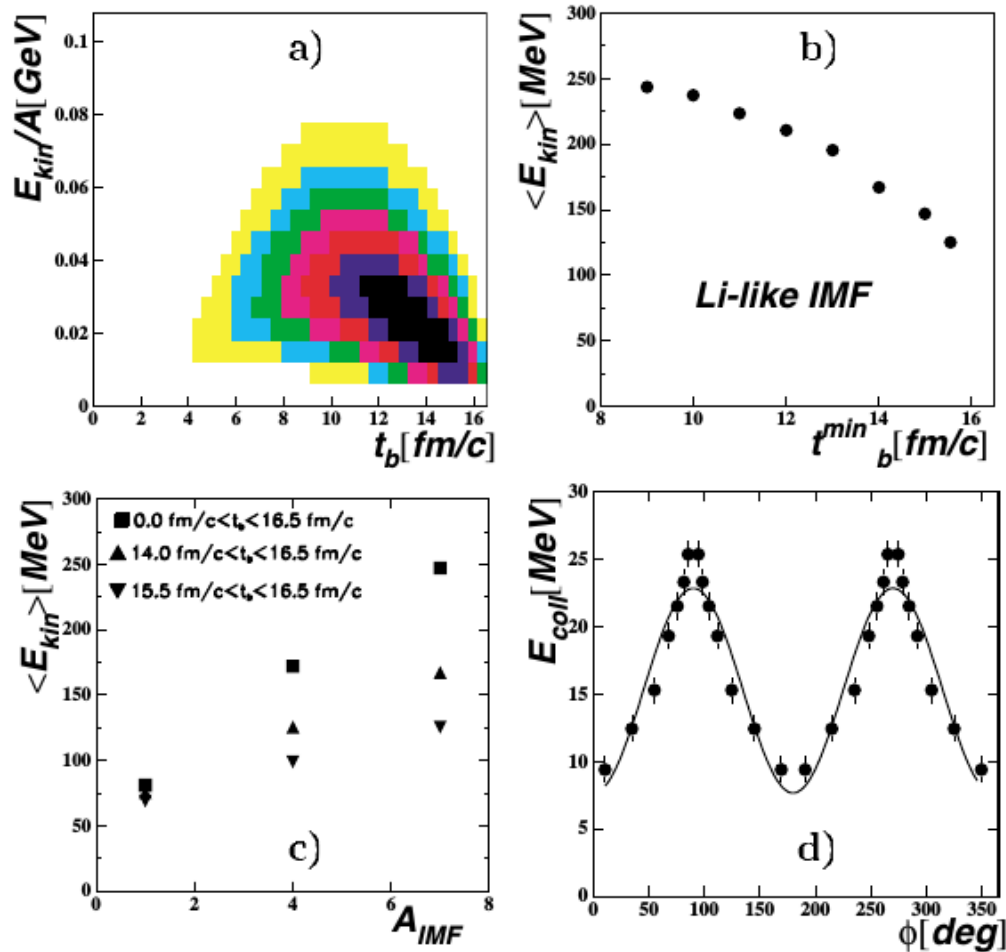 a)
E_kin/A[GeV]
0.1
0.08
0.06
0.04
0.02
0
0 2 4 6 8 10 12 14 16
t_b[fm/c]
b)
<E_kin>[MeV]
300
250
200
150
100
50
0
Li-like IMF
8 10 12 14 16
t^min_b[fm/c]
<E_kin>[MeV]
300
250
200
150
100
50
0
■ 0.0 fm/c<t_b<16.5 fm/c
▲ 14.0 fm/c<t_b<16.5 fm/c
▼ 15.5 fm/c<t_b<16.5 fm/c
c)
0 2 4 6 8
A_IMF
E_coll[MeV]
30
25
20
15
10
5
0
d)
0 50 100 150 200 250 300 350
ϕ[deg]